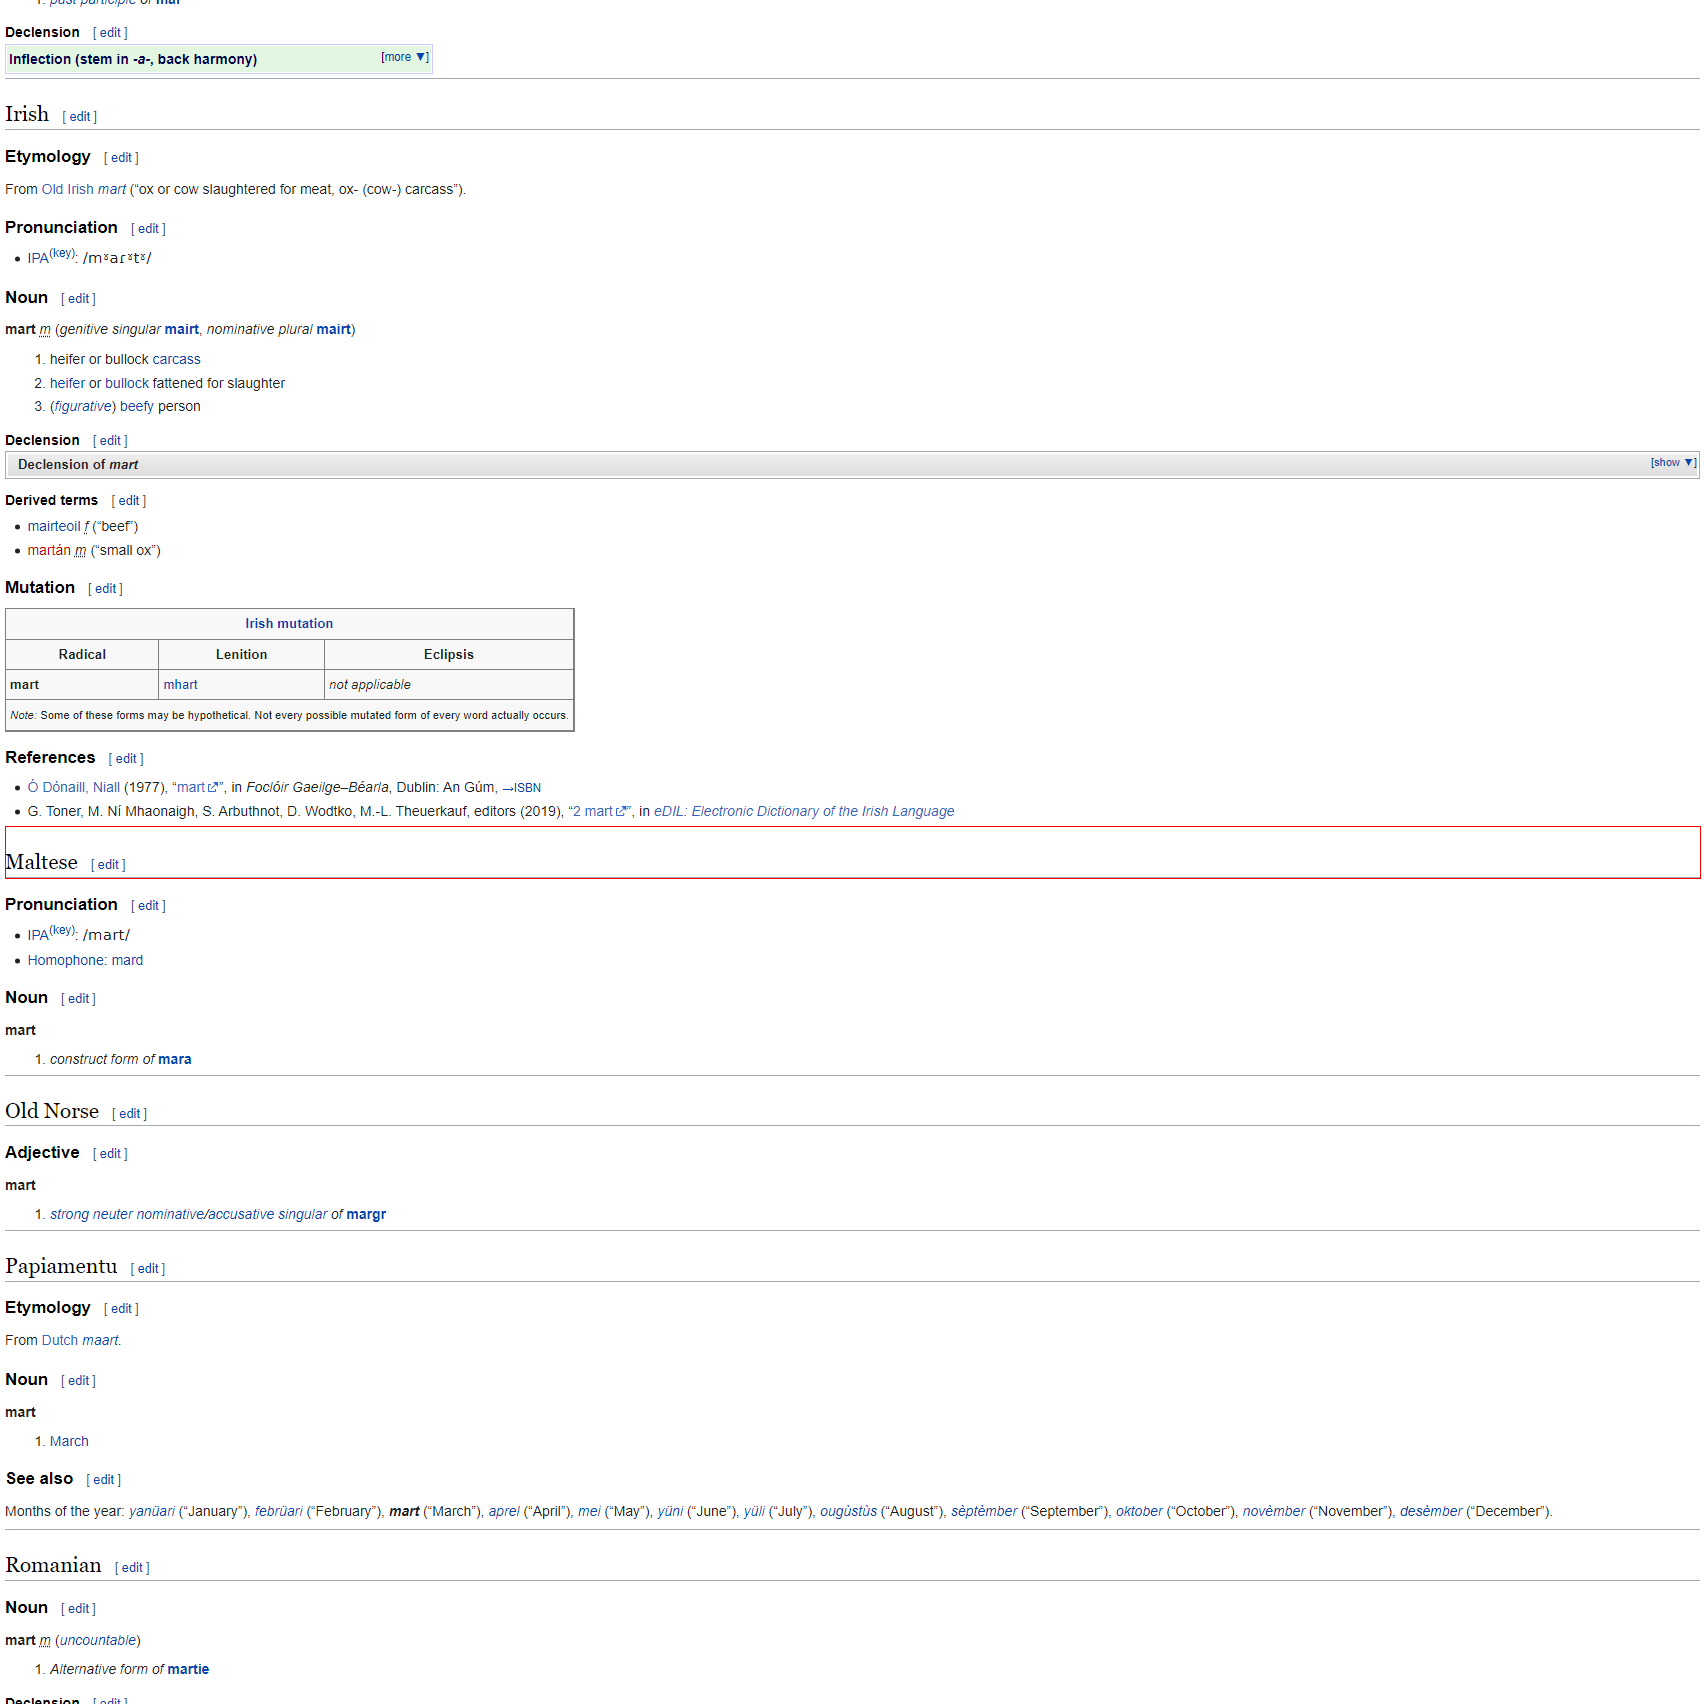 1. past participle of mar
Declension [ edit ]
Inflection (stem in -a-, back harmony) [more ▼]
Irish [ edit ]
Etymology [ edit ]
From Old Irish mart (“ox or cow slaughtered for meat, ox- (cow-) carcass”).
Pronunciation [ edit ]
• IPA(key): /mˠaɾˠtˠ/
Noun [ edit ]
mart m (genitive singular mairt, nominative plural mairt)
1. heifer or bullock carcass
2. heifer or bullock fattened for slaughter
3. (figurative) beefy person
Declension [ edit ]
Declension of mart [show ▼]
Derived terms [ edit ]
• mairteoil f (“beef”)
• martán m (“small ox”)
Mutation [ edit ]
Irish mutation
Radical Lenition Eclipsis
mart mhart not applicable
Note: Some of these forms may be hypothetical. Not every possible mutated form of every word actually occurs.
References [ edit ]
• Ó Dónaill, Niall (1977), “mart”, in Foclóir Gaeilge–Béarla, Dublin: An Gúm, →ISBN
• G. Toner, M. Ní Mhaonaigh, S. Arbuthnot, D. Wodtko, M.-L. Theuerkauf, editors (2019), “2 mart”, in eDIL: Electronic Dictionary of the Irish Language
Maltese [ edit ]
Pronunciation [ edit ]
• IPA(key): /mart/
• Homophone: mard
Noun [ edit ]
mart
1. construct form of mara
Old Norse [ edit ]
Adjective [ edit ]
mart
1. strong neuter nominative/accusative singular of margr
Papiamentu [ edit ]
Etymology [ edit ]
From Dutch maart.
Noun [ edit ]
mart
1. March
See also [ edit ]
Months of the year: yanüari (“January”), febrüari (“February”), mart (“March”), aprel (“April”), mei (“May”), yüni (“June”), yüli (“July”), ougùstùs (“August”), sèptèmber (“September”), oktober (“October”), novèmber (“November”), desèmber (“December”).
Romanian [ edit ]
Noun [ edit ]
mart m (uncountable)
1. Alternative form of martie
Declension [ edit ]